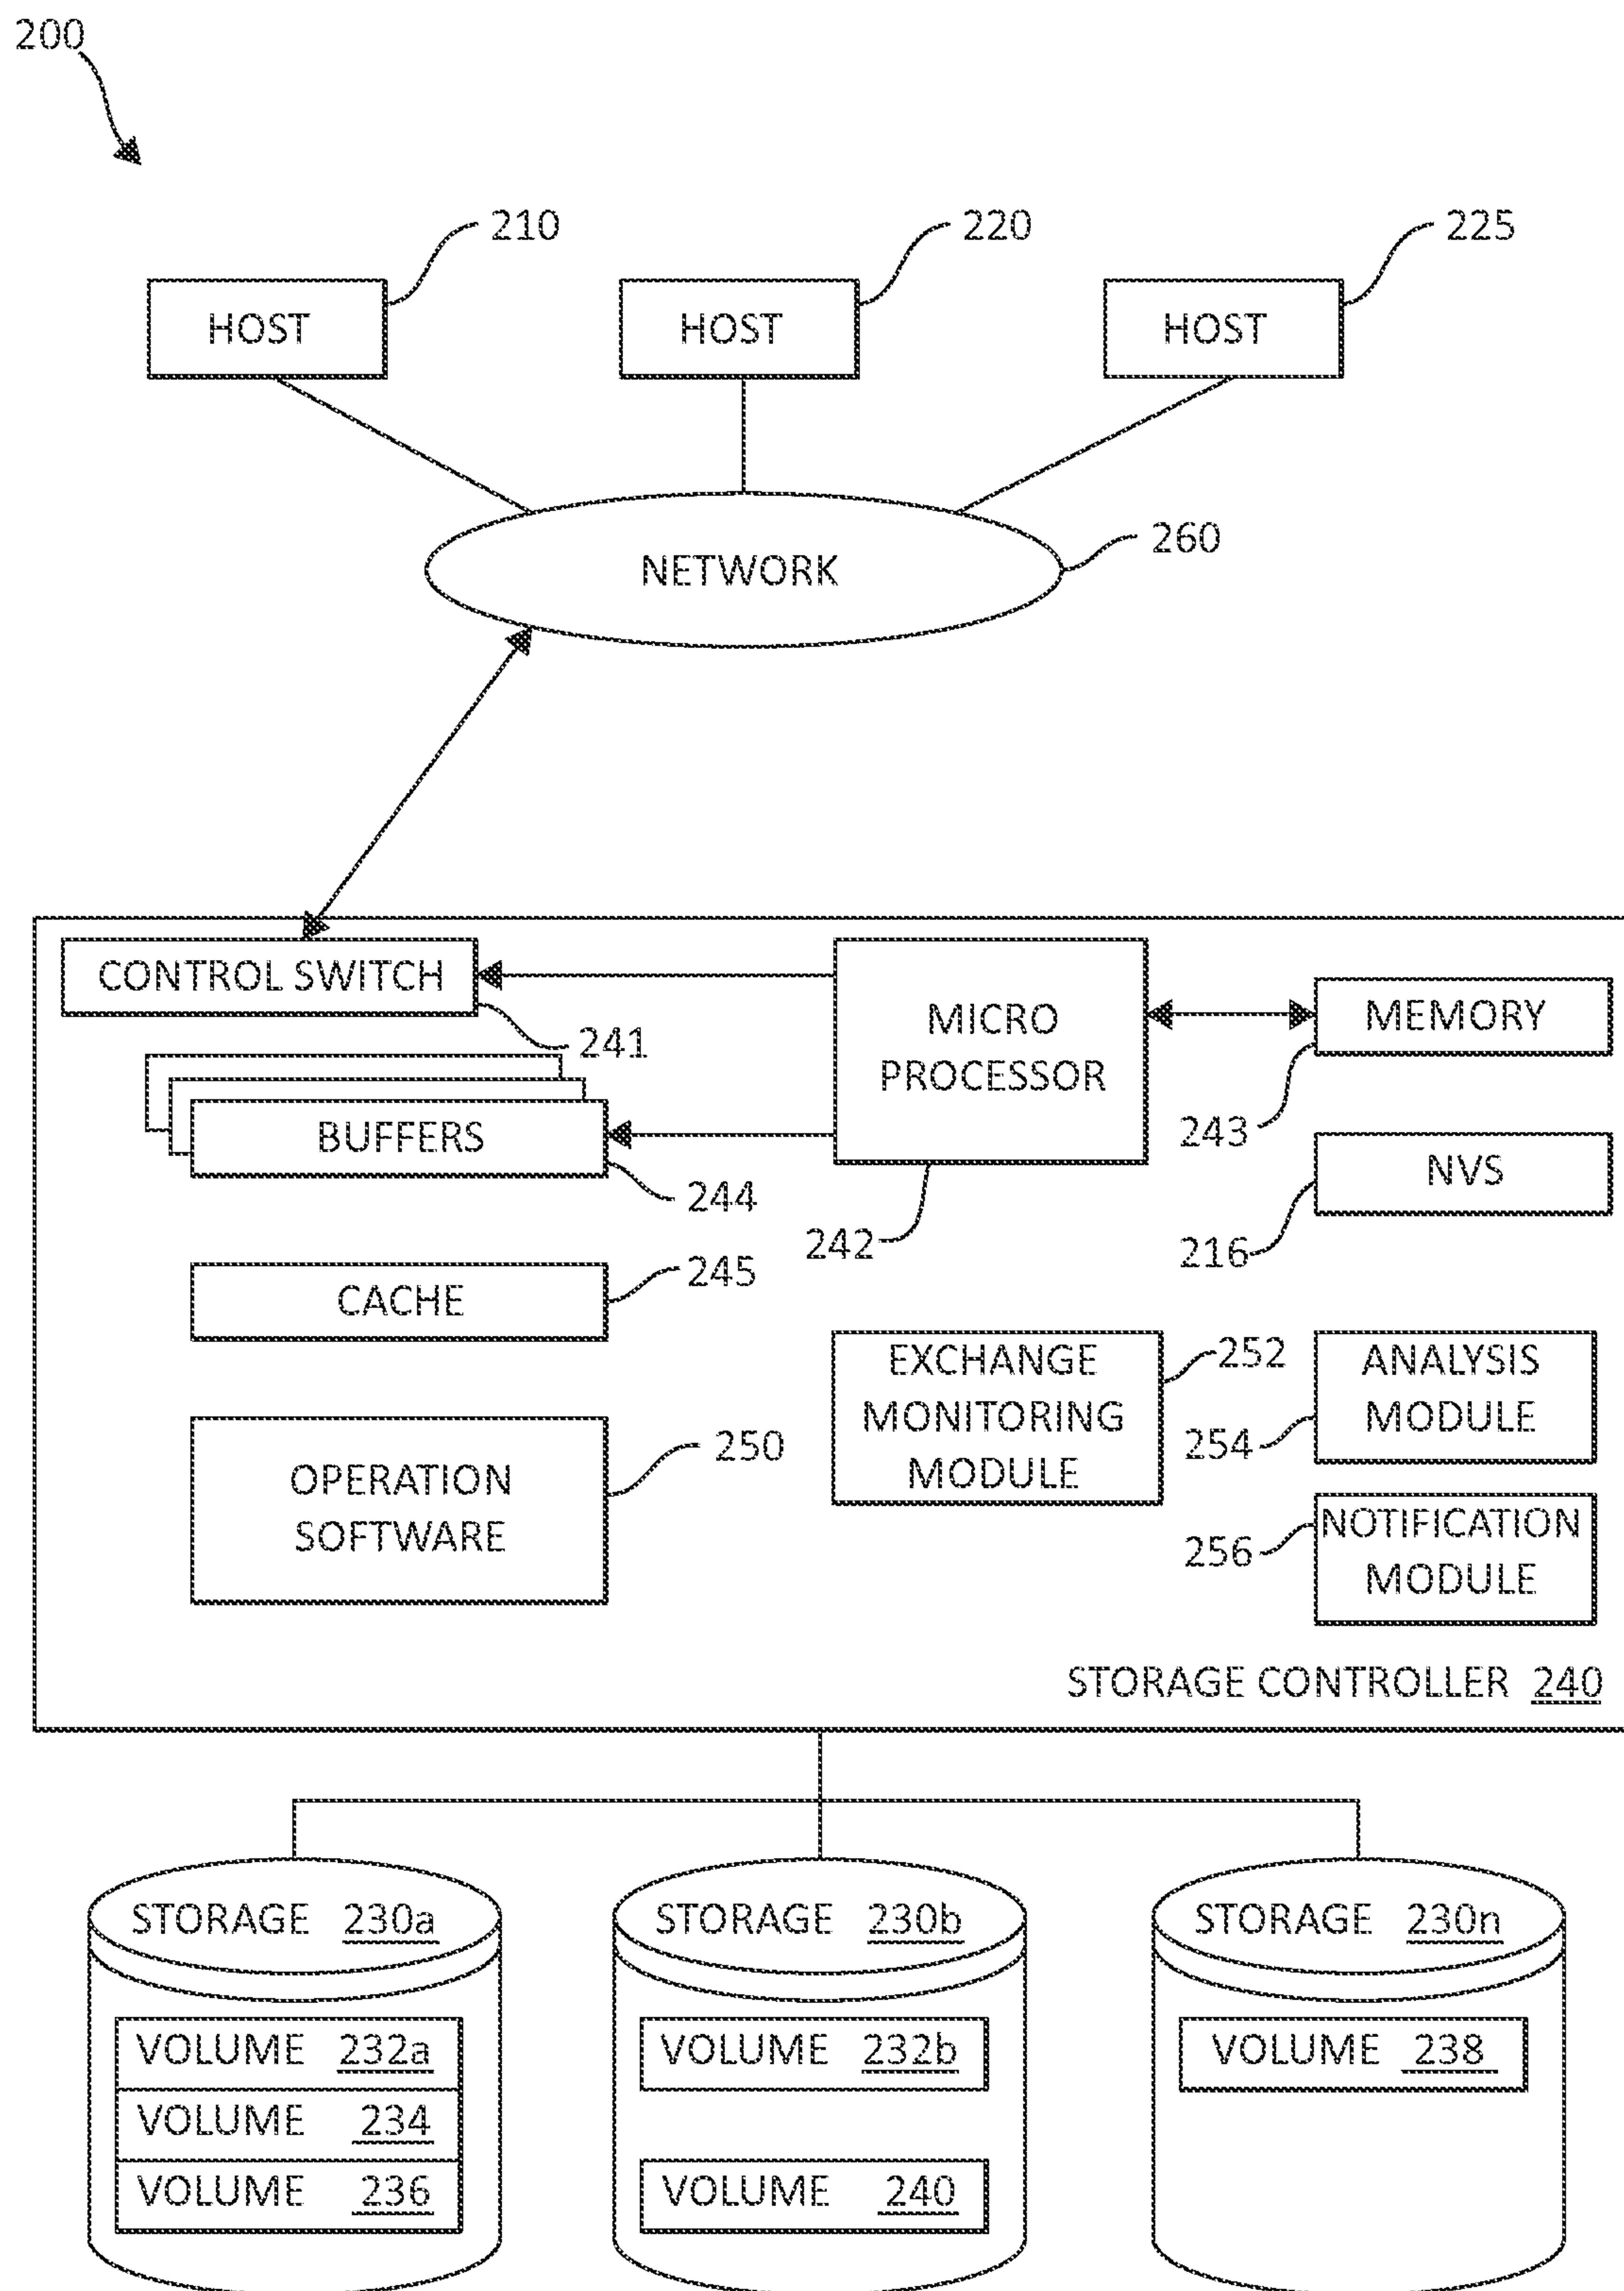 200
210
220
225
HOST
HOST
HOST
260
NETWORK
CONTROL SWITCH
241
MICRO
PROCESSOR
242
MEMORY
243
BUFFERS
244
NVS
216
CACHE
245
EXCHANGE
MONITORING
MODULE
252
ANALYSIS
MODULE
254
OPERATION
SOFTWARE
250
NOTIFICATION
MODULE
256
STORAGE CONTROLLER 240
STORAGE 230a
STORAGE 230b
STORAGE 230n
VOLUME 232a
VOLUME 234
VOLUME 236
VOLUME 232b
VOLUME 240
VOLUME 238